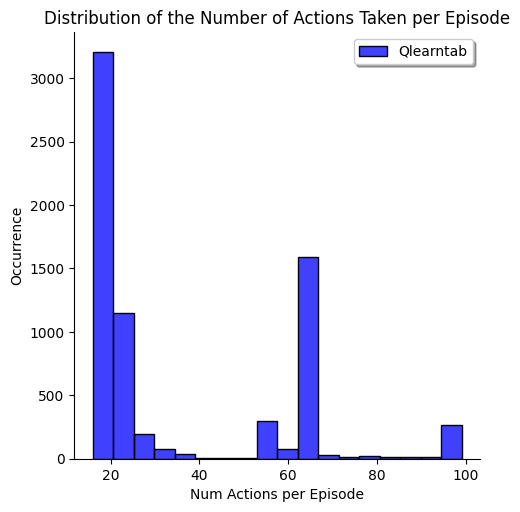 Distribution of the Number of Actions Taken per Episode
Qlearntab
3000
2500
2000
1500
1000
500
0
Occurrence
20 40 60 80 100
Num Actions per Episode